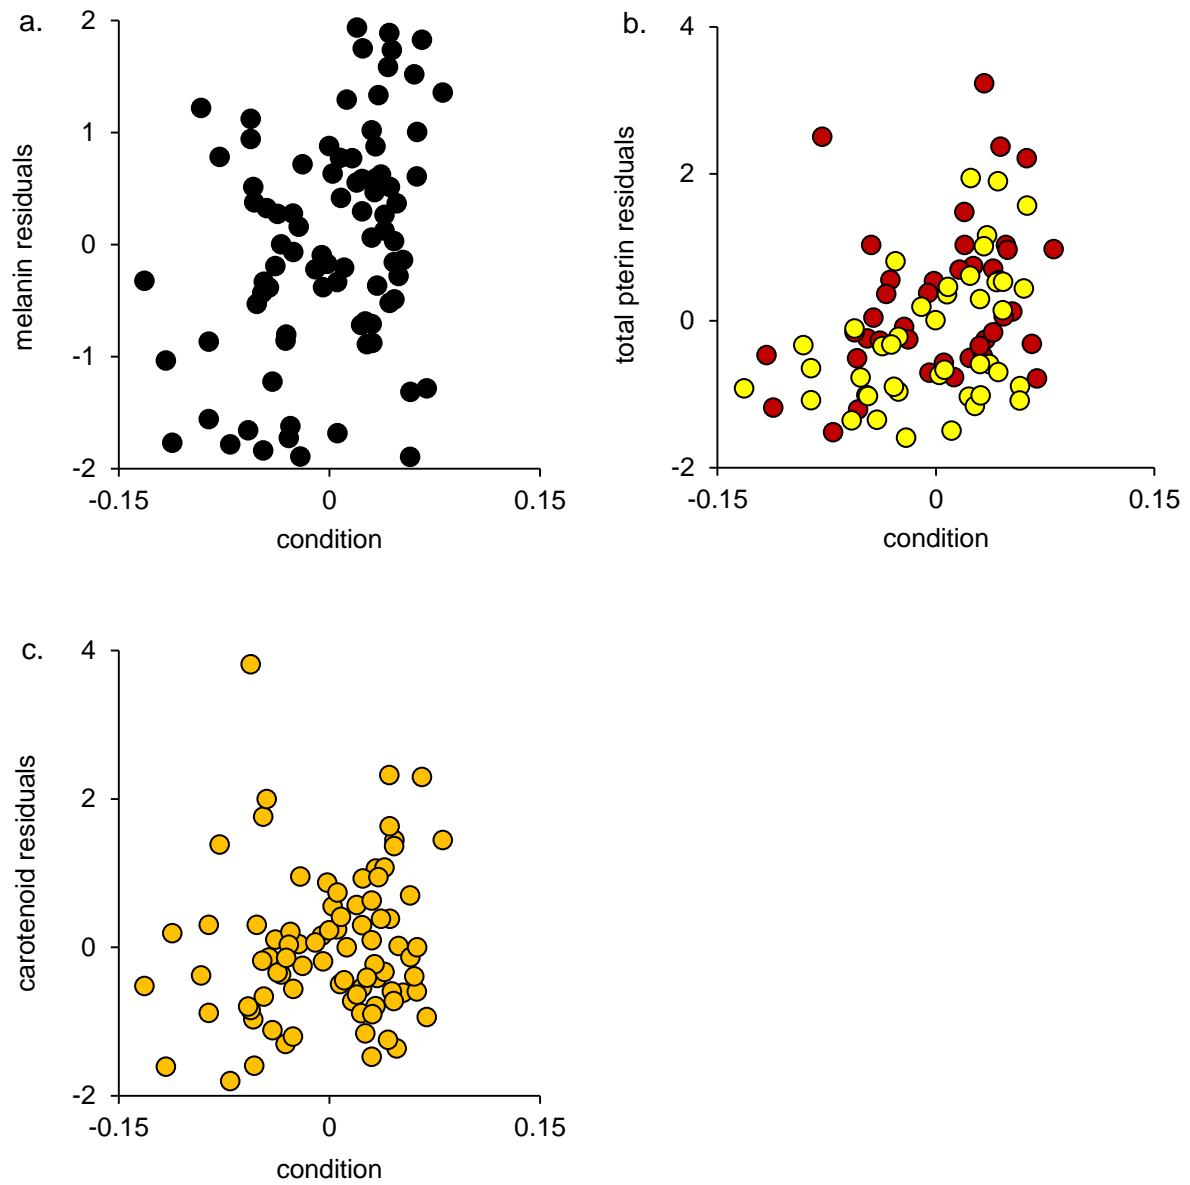 a.
melanin residuals
2
1
0
-1
-2
-0.15 0 0.15
condition
b.
total pterin residuals
4
2
0
-2
-0.15 0 0.15
condition
c.
carotenoid residuals
4
2
0
-2
-0.15 0 0.15
condition